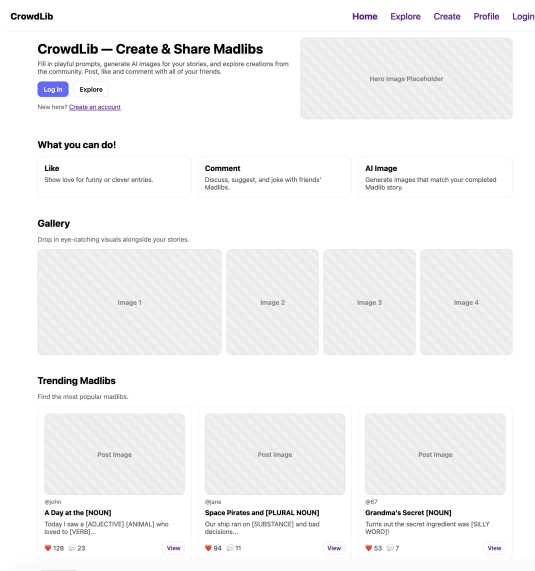 CrowdLib
Home Explore Create Profile Login
CrowdLib — Create & Share Madlibs
Fill in playful prompts, generate AI images for your stories, and explore creations from
the community. Post, like and comment with all of your friends.
Log In Explore
New here? Create an account
Hero Image Placeholder
What you can do!
Like
Show love for funny or clever entries.
Comment
Discuss, suggest, and joke with friends'
Madlibs.
AI Image
Generate images that match your completed
Madlib story.
Gallery
Drop in eye-catching visuals alongside your stories.
Image 1
Image 2
Image 3
Image 4
Trending Madlibs
Find the most popular madlibs.
Post Image
@john
A Day at the [NOUN]
Today I saw a [ADJECTIVE] [ANIMAL] who
loved to [VERB]...
❤️ 128 💬 23 View
Post Image
@jane
Space Pirates and [PLURAL NOUN]
Our ship ran on [SUBSTANCE] and bad
decisions...
❤️ 94 💬 11 View
Post Image
@67
Grandma's Secret [NOUN]
Turns out the secret ingredient was [SILLY
WORD]!
❤️ 53 💬 7 View